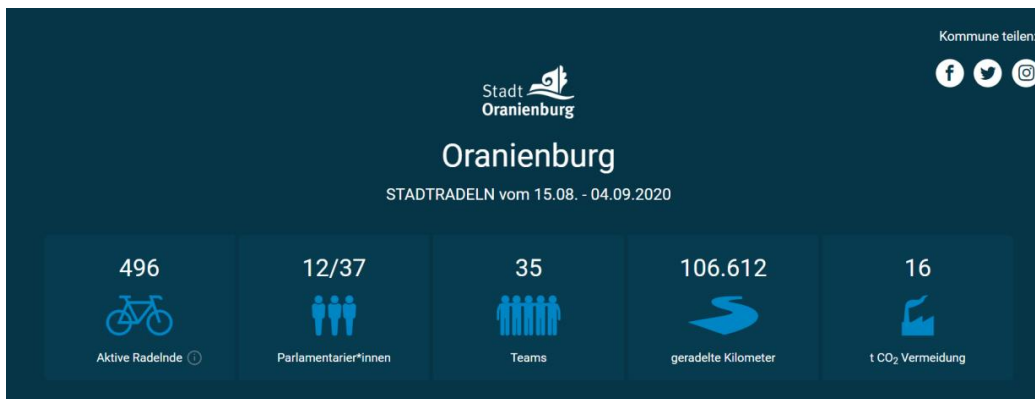 Kommune teilen:
Stadt
Oranienburg
Oranienburg
STADTRADELN vom 15.08. - 04.09.2020
496
Aktive Radelnde
12/37
Parlamentarier*innen
35
Teams
106.612
geradelte Kilometer
16
t CO₂ Vermeidung